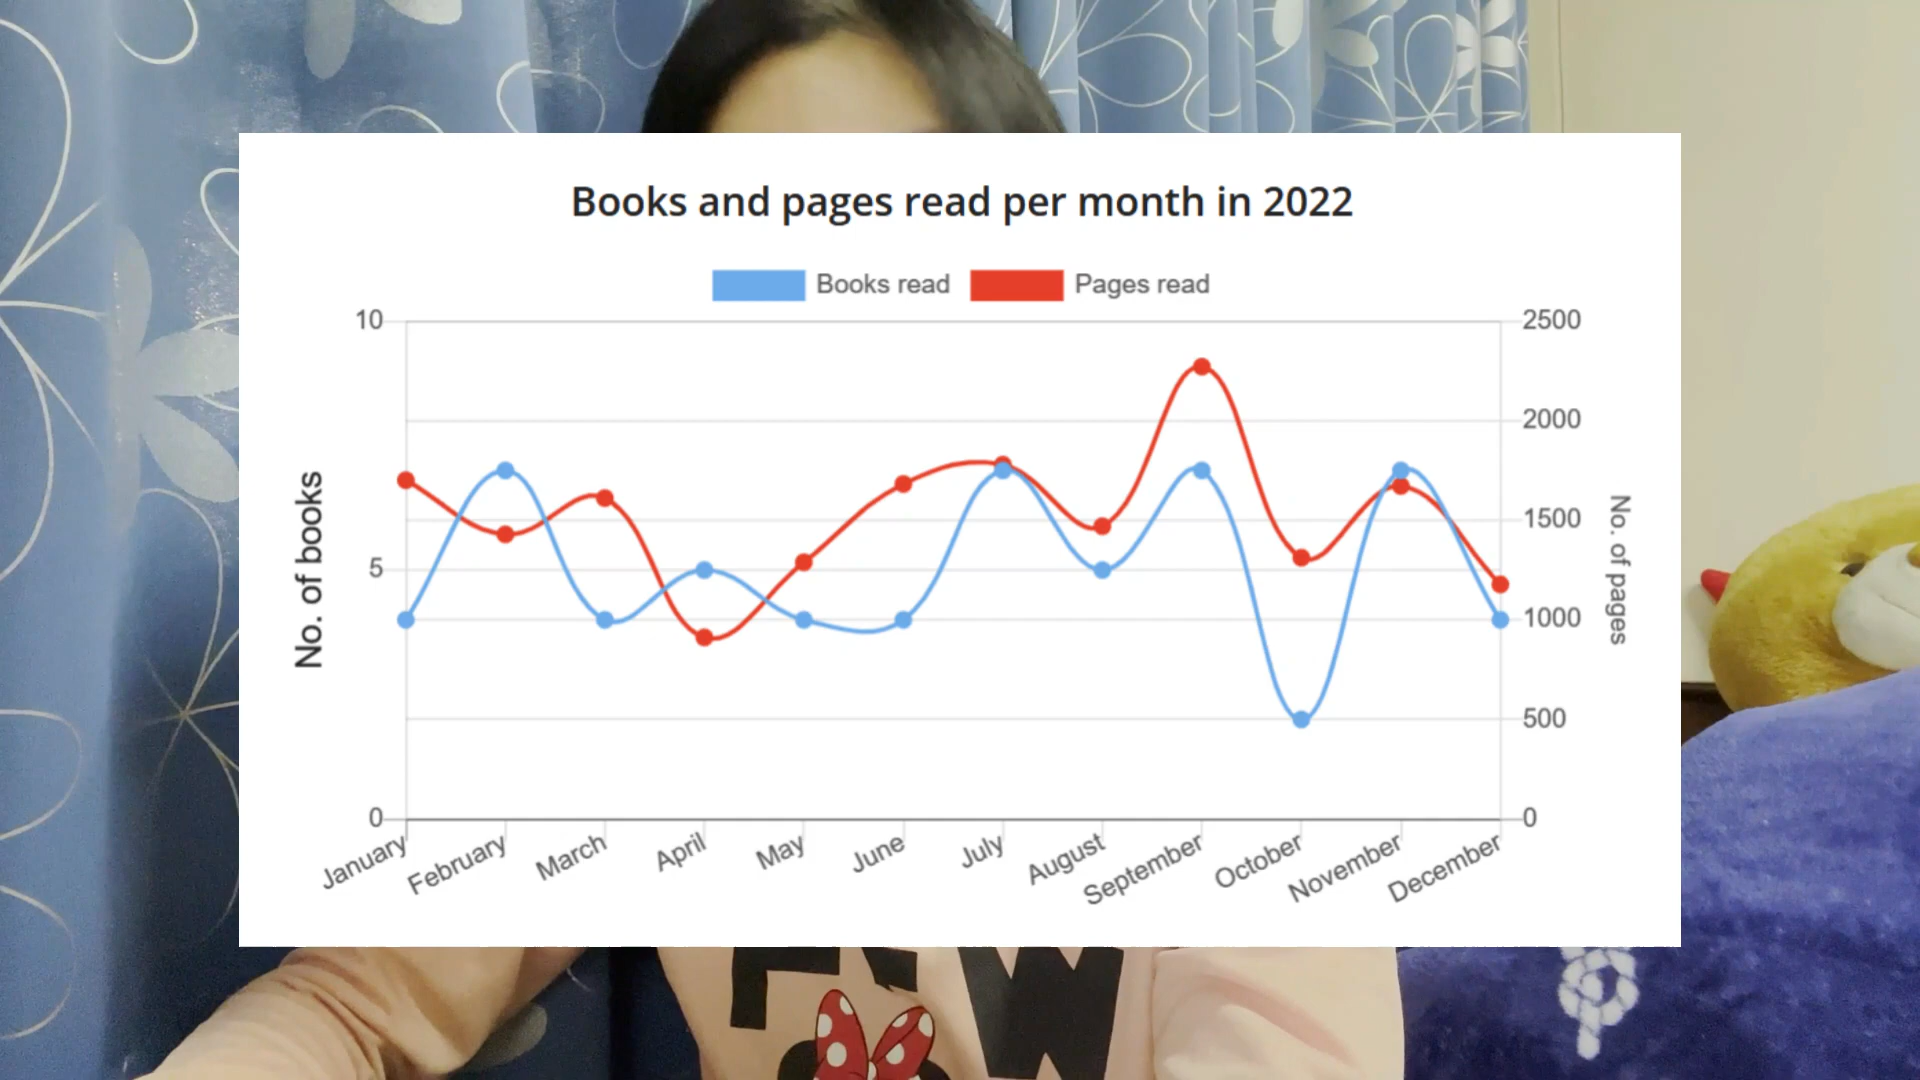 Books and pages read per month in 2022
Books read Pages read
10
5
0
No. of books
2500
2000
1500
1000
500
0
No. of pages
January February March April May June July August September October November December